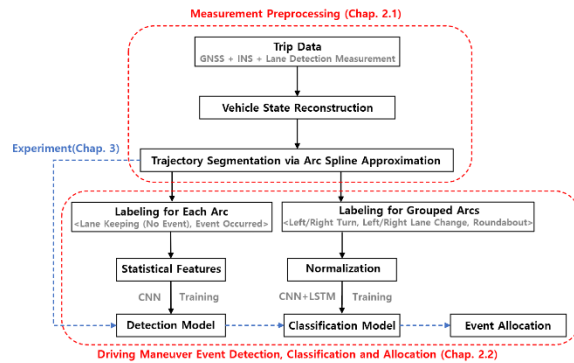 Measurement Preprocessing (Chap. 2.1)
Trip Data
GNSS + INS + Lane Detection Measurement
Vehicle State Reconstruction
Experiment(Chap. 3)
Trajectory Segmentation via Arc Spline Approximation
Labeling for Each Arc
<Lane Keeping (No Event), Event Occurred>
Labeling for Grouped Arcs
<Left/Right Turn, Left/Right Lane Change, Roundabout>
Statistical Features
Normalization
CNN Training
CNN+LSTM Training
Detection Model
Classification Model
Event Allocation
Driving Maneuver Event Detection, Classification and Allocation (Chap. 2.2)